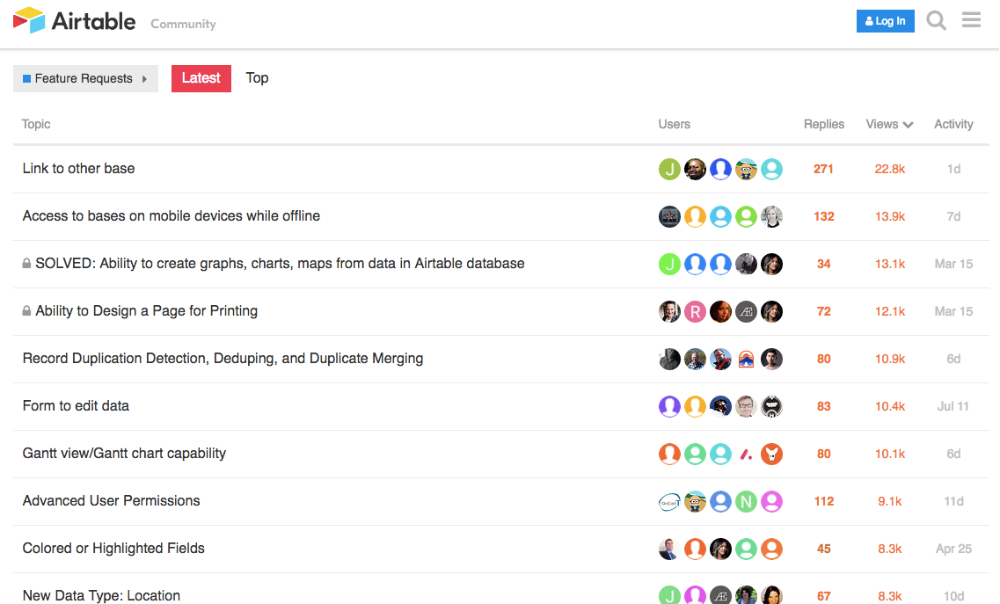 Airtable Community Log In
Feature Requests Latest Top
Topic Users Replies Views Activity
Link to other base J 271 22.8k 1d
Access to bases on mobile devices while offline 132 13.9k 7d
SOLVED: Ability to create graphs, charts, maps from data in Airtable database J 34 13.1k Mar 15
Ability to Design a Page for Printing R Æ 72 12.1k Mar 15
Record Duplication Detection, Deduping, and Duplicate Merging 80 10.9k 6d
Form to edit data 83 10.4k Jul 11
Gantt view/Gantt chart capability 80 10.1k 6d
Advanced User Permissions N 112 9.1k 11d
Colored or Highlighted Fields 45 8.3k Apr 25
New Data Type: Location J Æ 67 8.3k 10d